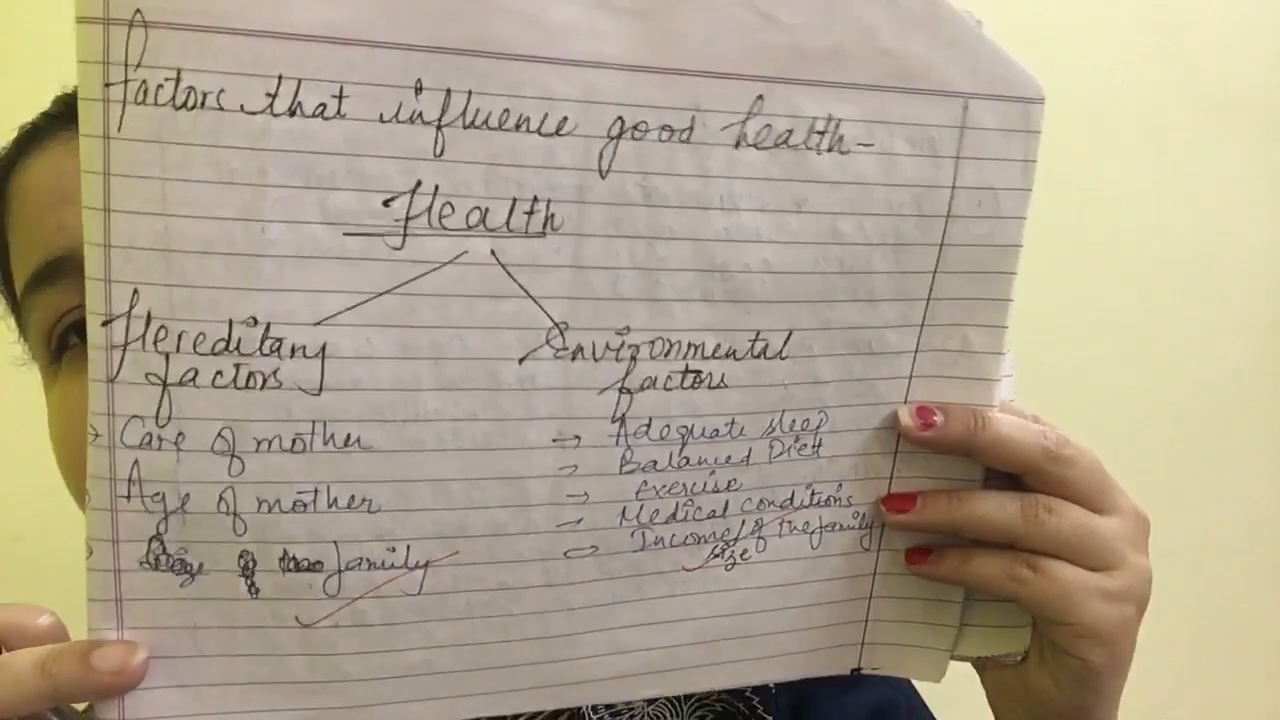 factors that influence good health-
Health
Hereditary
factors
Care of mother
Age of mother
family
Environmental
factors
→ Adequate sleep
→ Balanced Diet
→ Exercise
→ Medical conditions
→ Income/ of the family
size